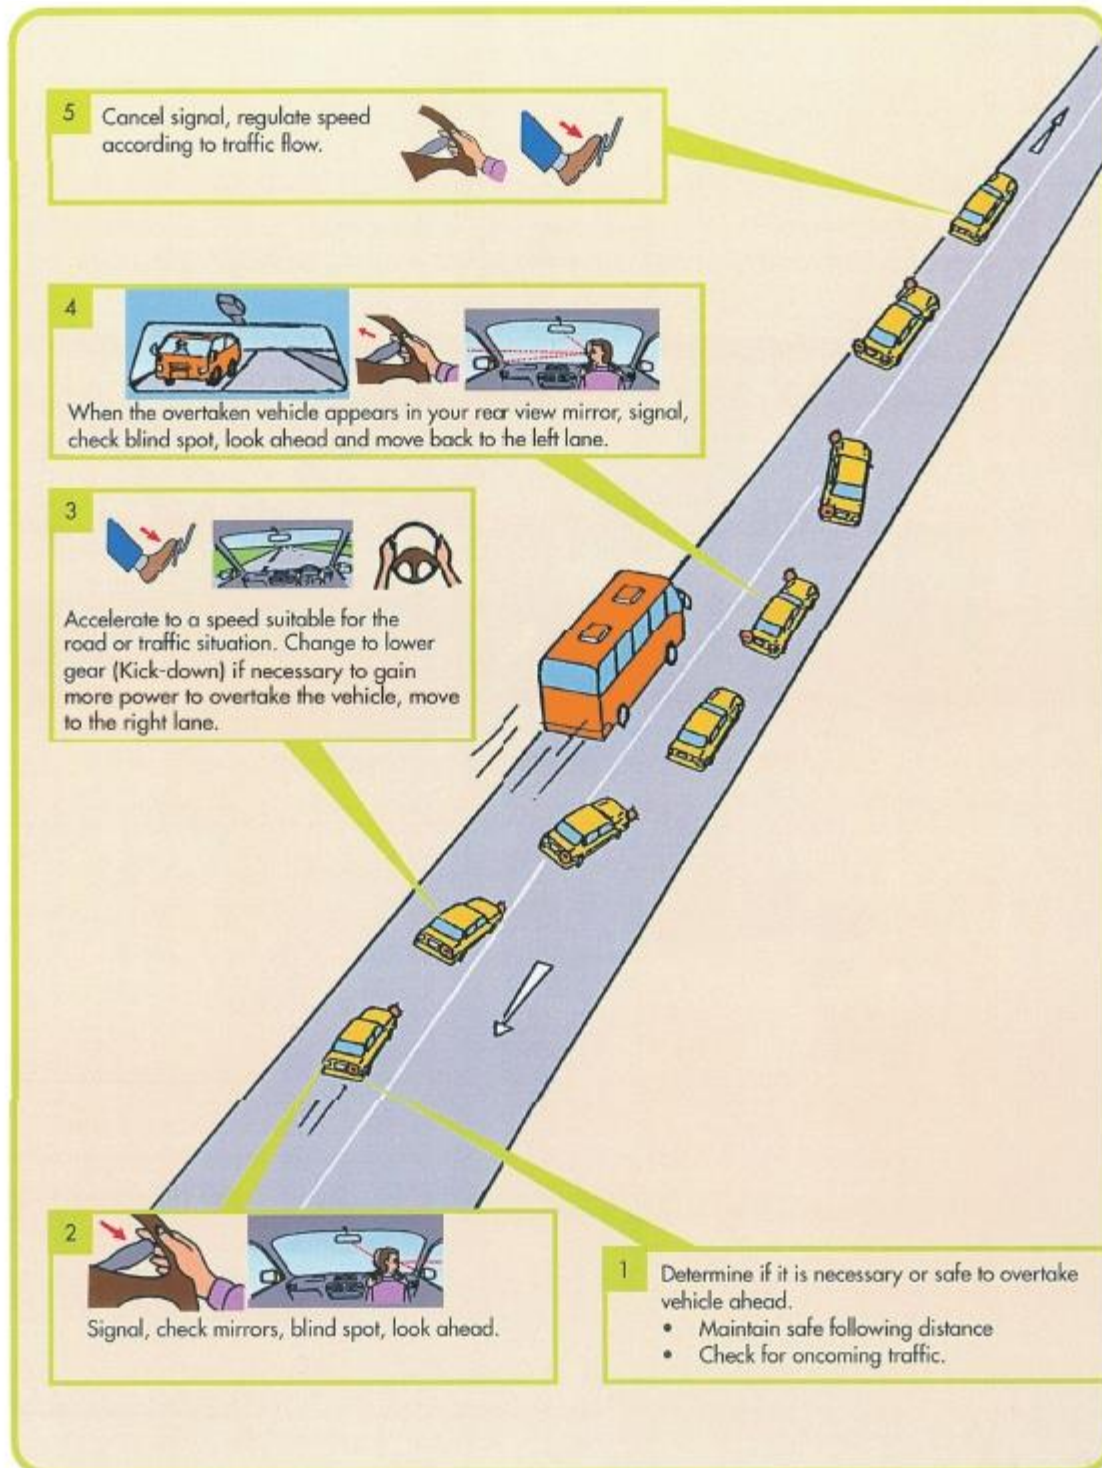 5
Cancel signal, regulate speed
according to traffic flow.
4
When the overtaken vehicle appears in your rear view mirror, signal,
check blind spot, look ahead and move back to the left lane.
3
Accelerate to a speed suitable for the
road or traffic situation. Change to lower
gear (Kick-down) if necessary to gain
more power to overtake the vehicle, move
to the right lane.
2
Signal, check mirrors, blind spot, look ahead.
1
Determine if it is necessary or safe to overtake
vehicle ahead.
• Maintain safe following distance
• Check for oncoming traffic.